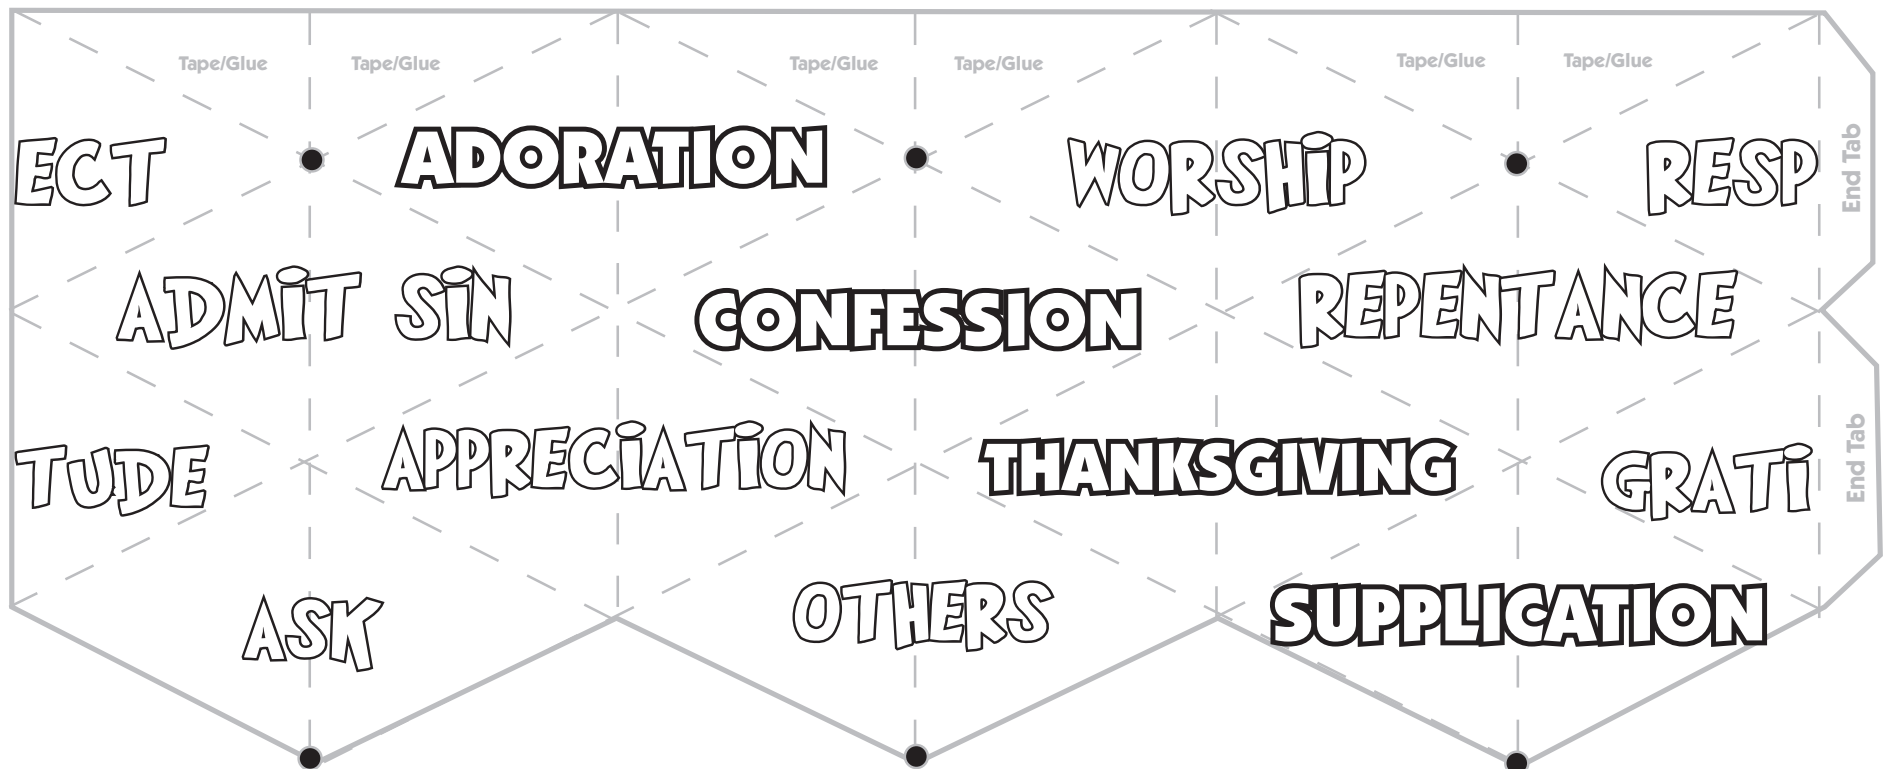 Tape/Glue Tape/Glue Tape/Glue Tape/Glue Tape/Glue Tape/Glue
ECT ADORATION WORSHiP RESP End Tab
ADMiT SiN CONFESSION REPENTANCE
TUDE APPRECiATiON THANKSGIVING GRATi End Tab
ASK OTHERS SUPPLICATION